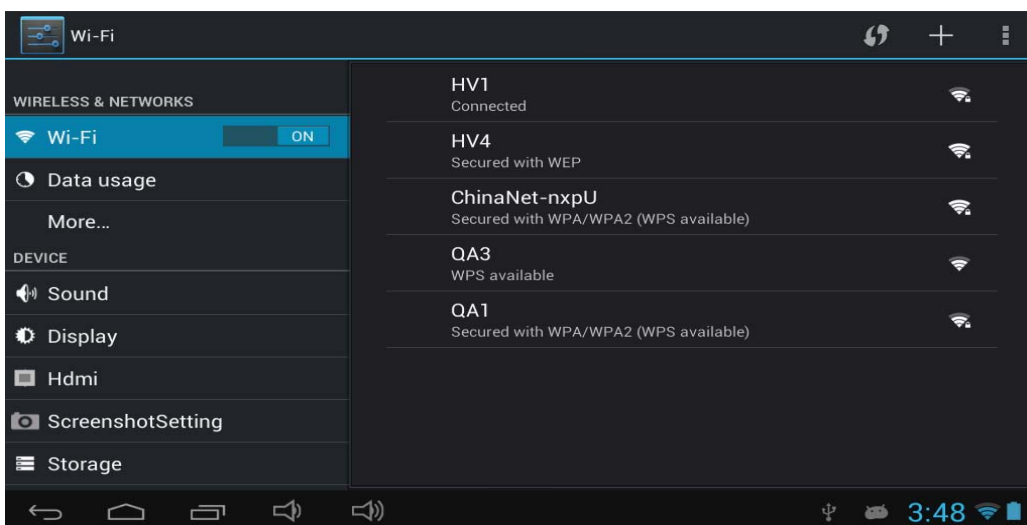 Wi-Fi
WIRELESS & NETWORKS
Wi-Fi ON
Data usage
More...
DEVICE
Sound
Display
Hdmi
ScreenshotSetting
Storage
HV1
Connected
HV4
Secured with WEP
ChinaNet-nxpU
Secured with WPA/WPA2 (WPS available)
QA3
WPS available
QA1
Secured with WPA/WPA2 (WPS available)
3:48